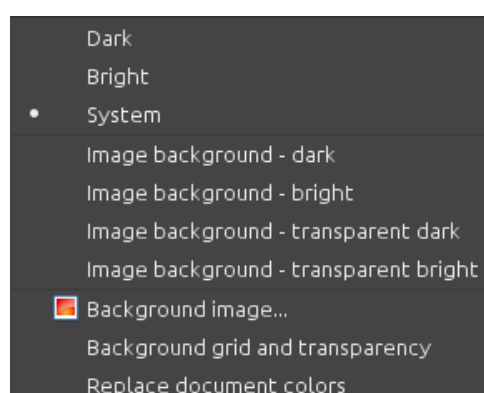 Dark
Bright
System
Image background - dark
Image background - bright
Image background - transparent dark
Image background - transparent bright
Background image...
Background grid and transparency
Replace document colors